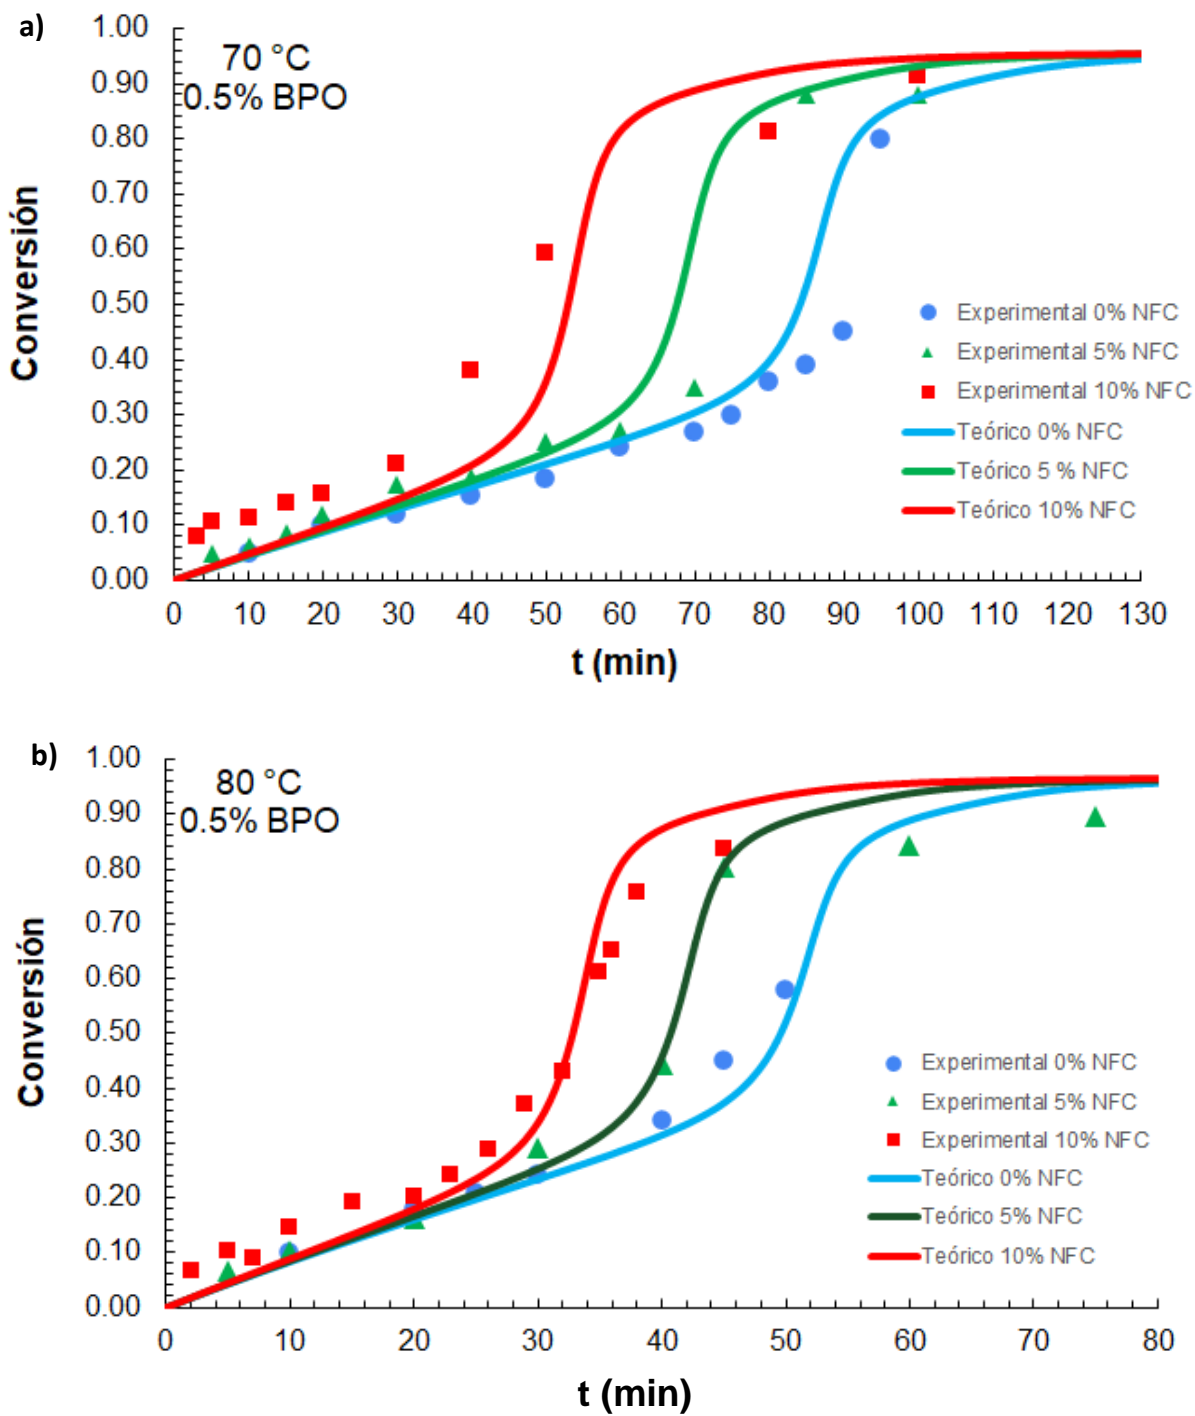 a)
1.00
0.90
0.80
0.70
0.60
0.50
0.40
0.30
0.20
0.10
0.00
Conversión
70 °C
0.5% BPO
Experimental 0% NFC
Experimental 5% NFC
Experimental 10% NFC
Teórico 0% NFC
Teórico 5 % NFC
Teórico 10% NFC
0 10 20 30 40 50 60 70 80 90 100 110 120 130
t (min)
b)
1.00
0.90
0.80
0.70
0.60
0.50
0.40
0.30
0.20
0.10
0.00
Conversión
80 °C
0.5% BPO
Experimental 0% NFC
Experimental 5% NFC
Experimental 10% NFC
Teórico 0% NFC
Teórico 5% NFC
Teórico 10% NFC
0 10 20 30 40 50 60 70 80
t (min)